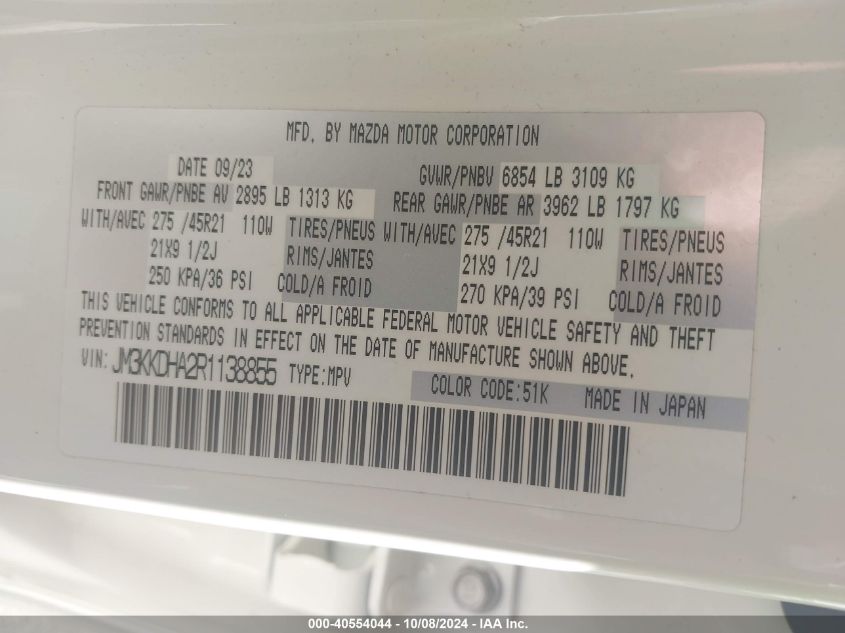 MFD. BY MAZDA MOTOR CORPORATION
DATE 09/23 GVWR/PNBV 6854 LB 3109 KG
FRONT GAWR/PNBE AV 2895 LB 1313 KG REAR GAWR/PNBE AR 3962 LB 1797 KG
WITH/AVEC 275 /45R21 110W TIRES/PNEUS WITH/AVEC 275 /45R21 110W TIRES/PNEUS
21X9 1/2J RIMS/JANTES 21X9 1/2J RIMS/JANTES
250 KPA/36 PSI COLD/A FROID 270 KPA/39 PSI COLD/A FROID
THIS VEHICLE CONFORMS TO ALL APPLICABLE FEDERAL MOTOR VEHICLE SAFETY AND THEFT
PREVENTION STANDARDS IN EFFECT ON THE DATE OF MANUFACTURE SHOWN ABOVE.
VIN: JM3KKDHA2R1138855 TYPE:MPV COLOR CODE:51K MADE IN JAPAN
000-40554044 - 10/08/2024 - IAA Inc.